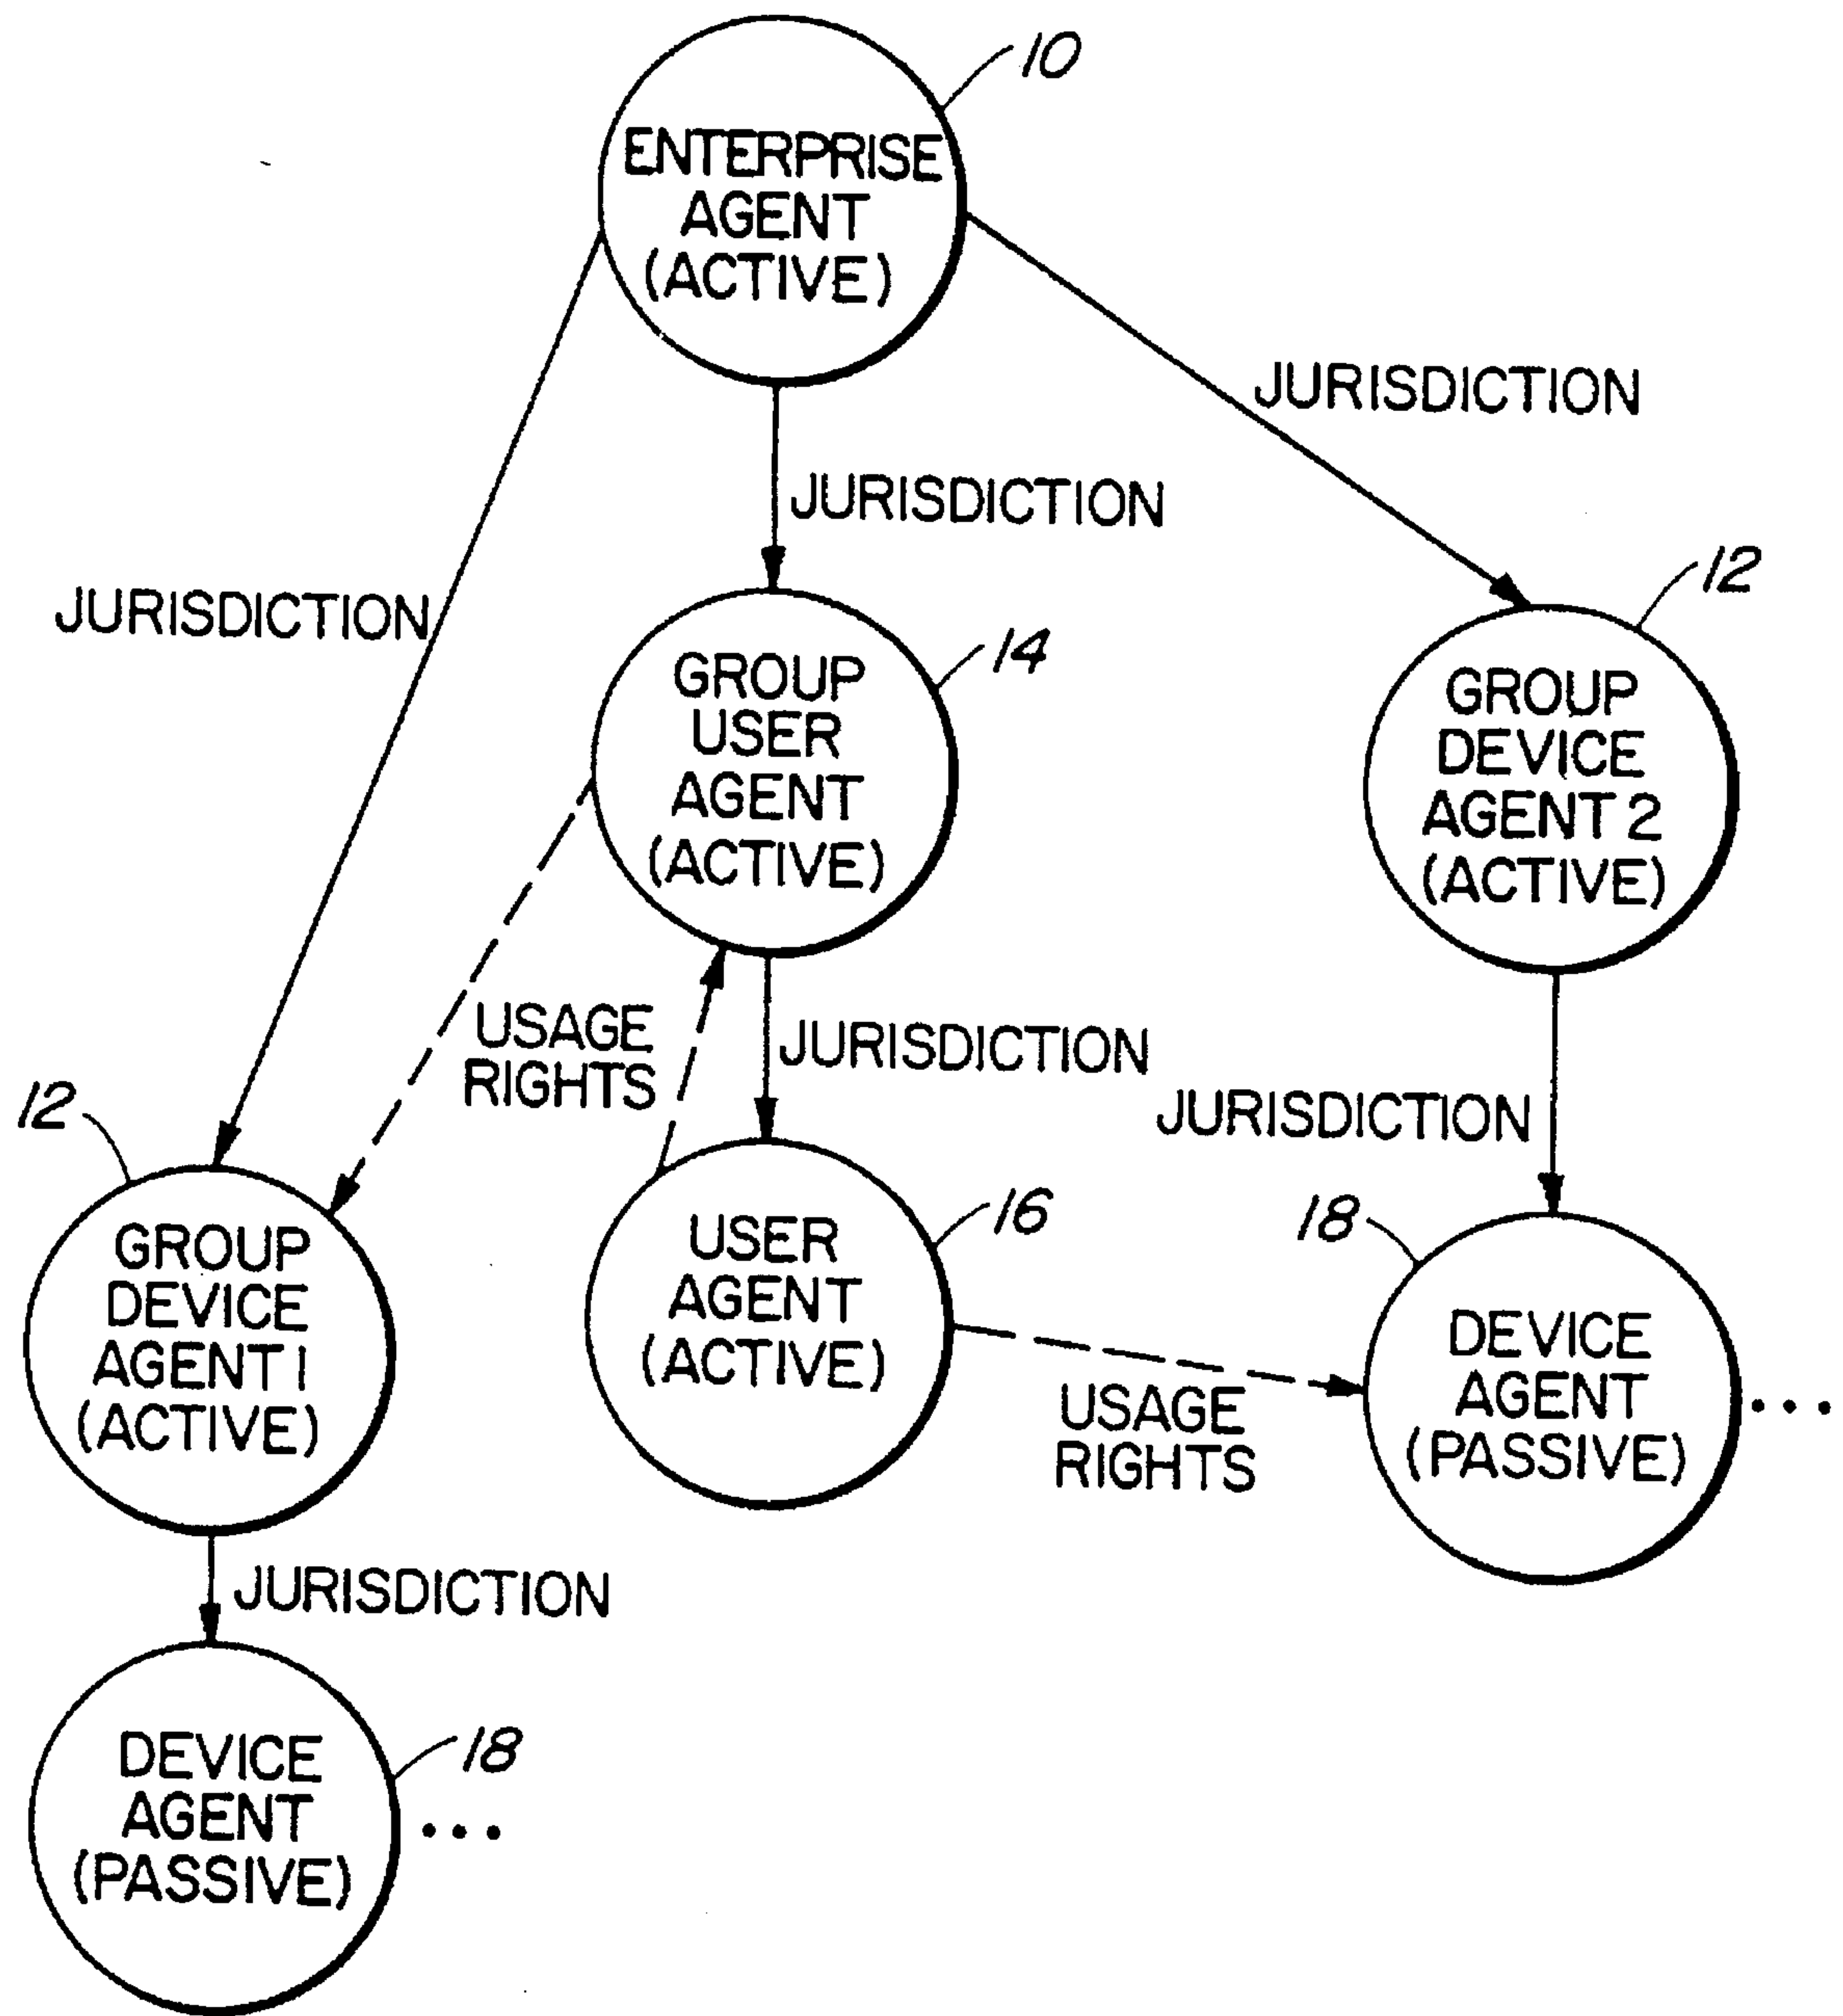 10
ENTERPRISE
AGENT
(ACTIVE)
JURISDICTION
JURISDICTION
JURISDICTION
14
GROUP
USER
AGENT
(ACTIVE)
12
GROUP
DEVICE
AGENT 2
(ACTIVE)
USAGE
RIGHTS
JURISDICTION
JURISDICTION
12
GROUP
DEVICE
AGENT 1
(ACTIVE)
16
USER
AGENT
(ACTIVE)
USAGE
RIGHTS
18
DEVICE
AGENT
(PASSIVE)
...
JURISDICTION
18
DEVICE
AGENT
(PASSIVE)
...